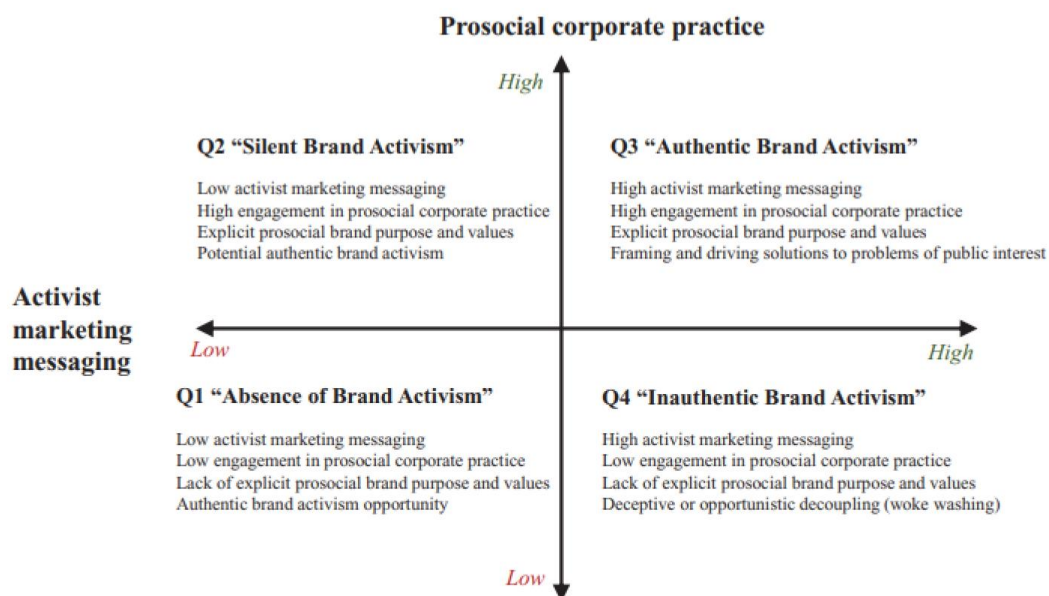 Prosocial corporate practice
High
Q2 “Silent Brand Activism”
Low activist marketing messaging
High engagement in prosocial corporate practice
Explicit prosocial brand purpose and values
Potential authentic brand activism
Q3 “Authentic Brand Activism”
High activist marketing messaging
High engagement in prosocial corporate practice
Explicit prosocial brand purpose and values
Framing and driving solutions to problems of public interest
Activist
marketing
messaging
Low
High
Q1 “Absence of Brand Activism”
Low activist marketing messaging
Low engagement in prosocial corporate practice
Lack of explicit prosocial brand purpose and values
Authentic brand activism opportunity
Q4 “Inauthentic Brand Activism”
High activist marketing messaging
Low engagement in prosocial corporate practice
Lack of explicit prosocial brand purpose and values
Deceptive or opportunistic decoupling (woke washing)
Low